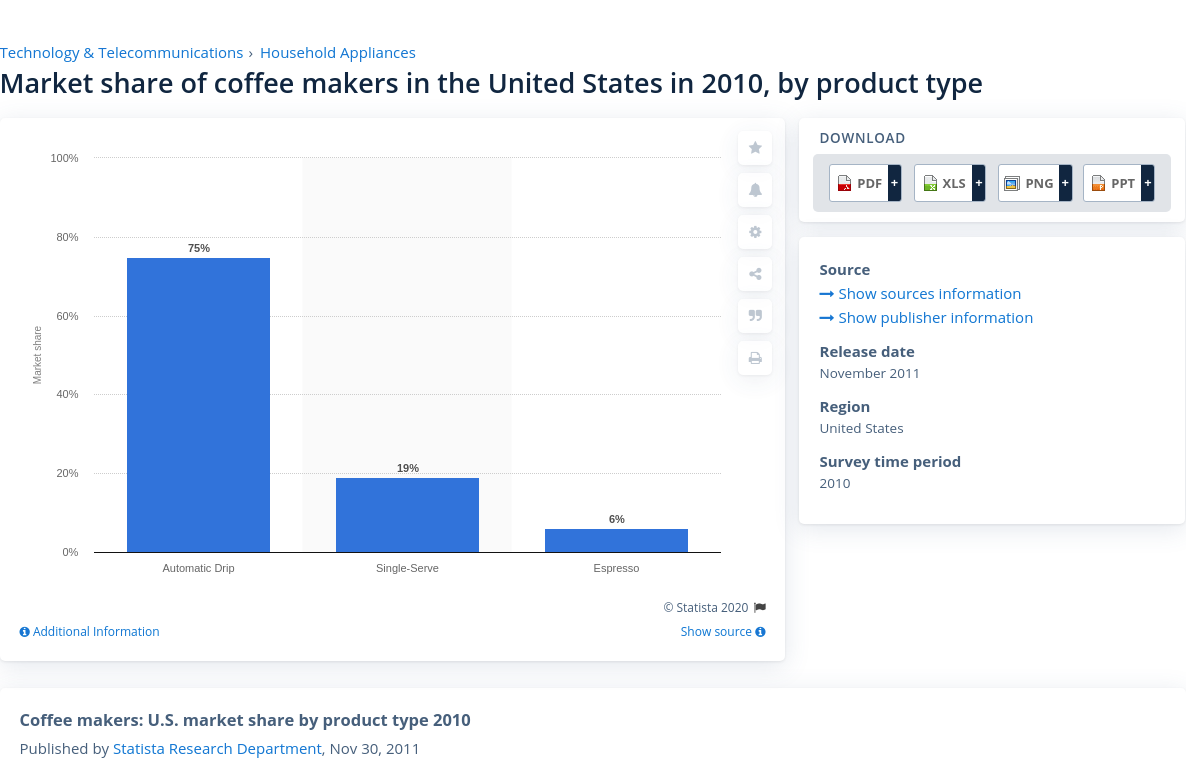 Technology & Telecommunications › Household Appliances
Market share of coffee makers in the United States in 2010, by product type
100%
80%
60%
40%
20%
0%
Market share
75%
19%
6%
Automatic Drip
Single-Serve
Espresso
© Statista 2020
Additional Information
Show source
DOWNLOAD
PDF +
XLS +
PNG +
PPT +
Source
Show sources information
Show publisher information
Release date
November 2011
Region
United States
Survey time period
2010
Coffee makers: U.S. market share by product type 2010
Published by Statista Research Department, Nov 30, 2011